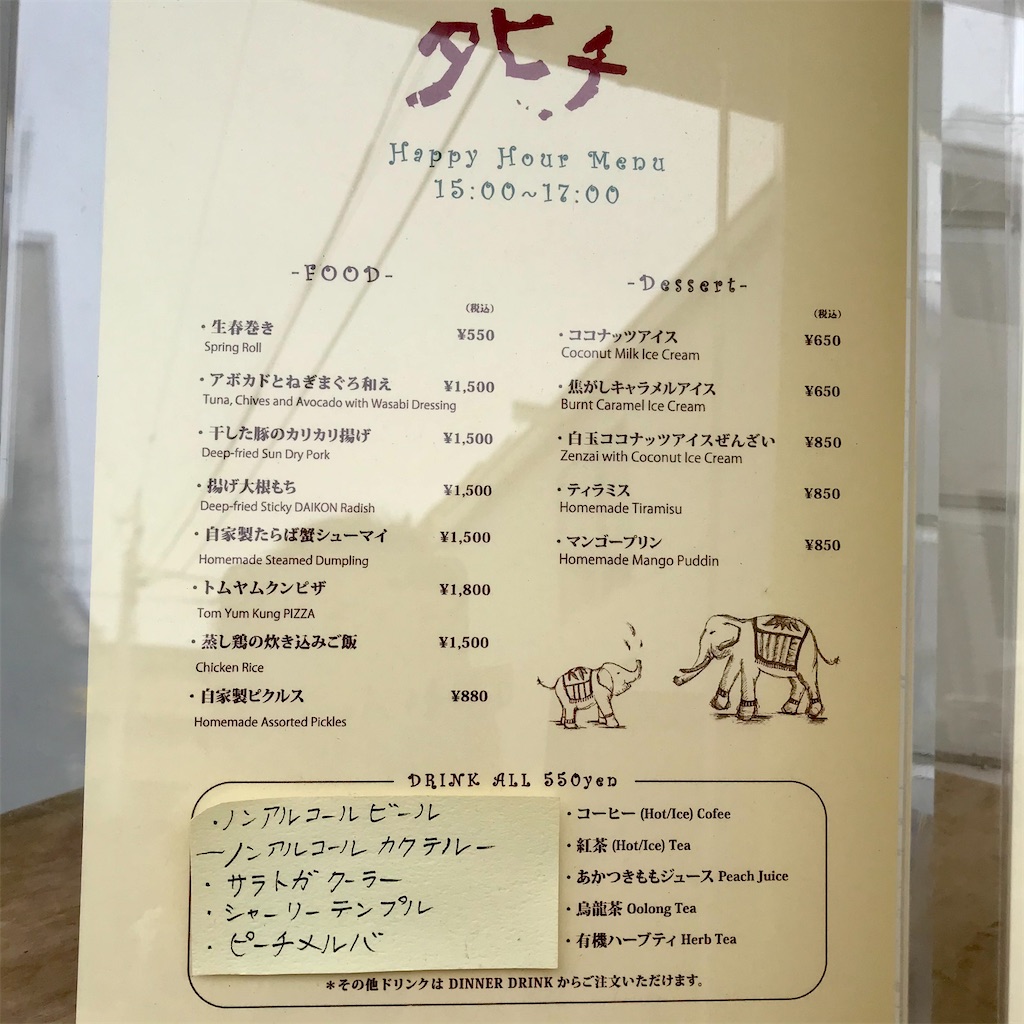 タヒチ
Happy Hour Menu
15:00~17:00
-FOOD-
(税込)
・生春巻き ¥550
Spring Roll
・アボカドとねぎまぐろ和え ¥1,500
Tuna, Chives and Avocado with Wasabi Dressing
・干した豚のカリカリ揚げ ¥1,500
Deep-fried Sun Dry Pork
・揚げ大根もち ¥1,500
Deep-fried Sticky DAIKON Radish
・自家製たらば蟹シューマイ ¥1,500
Homemade Steamed Dumpling
・トムヤムクンピザ ¥1,800
Tom Yum Kung PIZZA
・蒸し鶏の炊き込みご飯 ¥1,500
Chicken Rice
・自家製ピクルス ¥880
Homemade Assorted Pickles
-Dessert-
(税込)
・ココナッツアイス ¥650
Coconut Milk Ice Cream
・焦がしキャラメルアイス ¥650
Burnt Caramel Ice Cream
・白玉ココナッツアイスぜんざい ¥850
Zenzai with Coconut Ice Cream
・ティラミス ¥850
Homemade Tiramisu
・マンゴープリン ¥850
Homemade Mango Puddin
DRINK ALL 550yen
・ノンアルコールビール
ーノンアルコールカクテルー
・サラトガクーラー
・シャーリーテンプル
・ピーチメルバ
・コーヒー (Hot/Ice) Cofee
・紅茶 (Hot/Ice) Tea
・あかつきももジュース Peach Juice
・烏龍茶 Oolong Tea
・有機ハーブティ Herb Tea
＊その他ドリンクは DINNER DRINK からご注文いただけます。